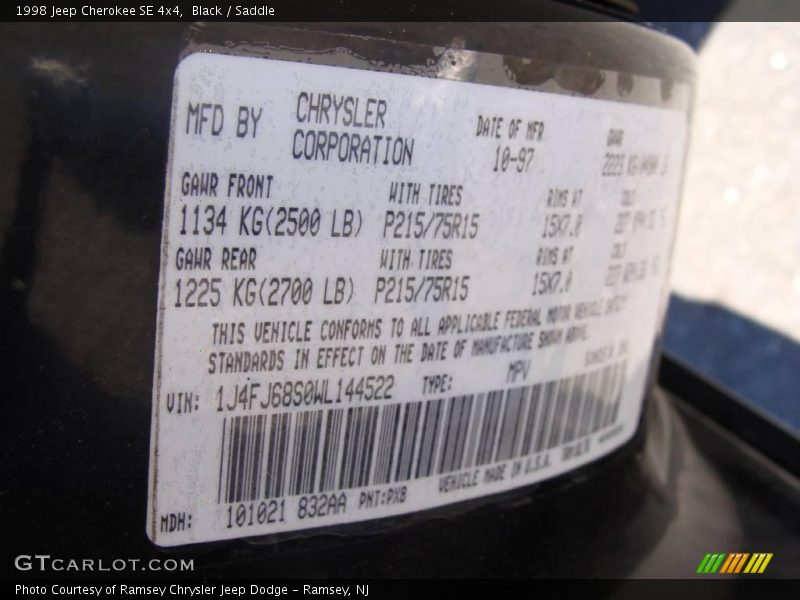 1998 Jeep Cherokee SE 4x4, Black / Saddle
MFD BY CHRYSLER CORPORATION DATE OF MFR 10-97 GVWR
GAWR FRONT WITH TIRES RIMS AT COLD
1134 KG(2500 LB) P215/75R15 15X7.0
GAWR REAR WITH TIRES RIMS AT COLD
1225 KG(2700 LB) P215/75R15 15X7.0
THIS VEHICLE CONFORMS TO ALL APPLICABLE FEDERAL MOTOR VEHICLE SAFETY
STANDARDS IN EFFECT ON THE DATE OF MANUFACTURE SHOWN ABOVE.
VIN: 1J4FJ68S0WL144522 TYPE: MPV
MDH: 101021 832AA PNT:PX8 VEHICLE MADE IN U.S.A.
GTCARLOT.COM
Photo Courtesy of Ramsey Chrysler Jeep Dodge – Ramsey, NJ